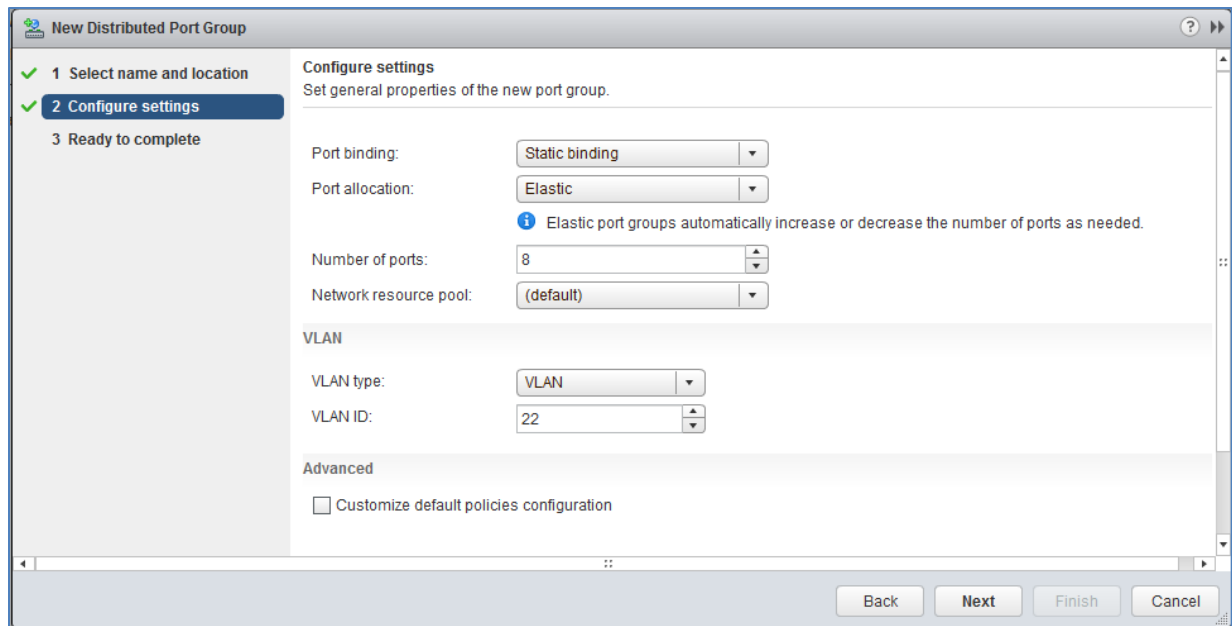 New Distributed Port Group
?
1 Select name and location
2 Configure settings
3 Ready to complete
Configure settings
Set general properties of the new port group.
Port binding: Static binding
Port allocation: Elastic
Elastic port groups automatically increase or decrease the number of ports as needed.
Number of ports: 8
Network resource pool: (default)
VLAN
VLAN type: VLAN
VLAN ID: 22
Advanced
Customize default policies configuration
Back Next Finish Cancel